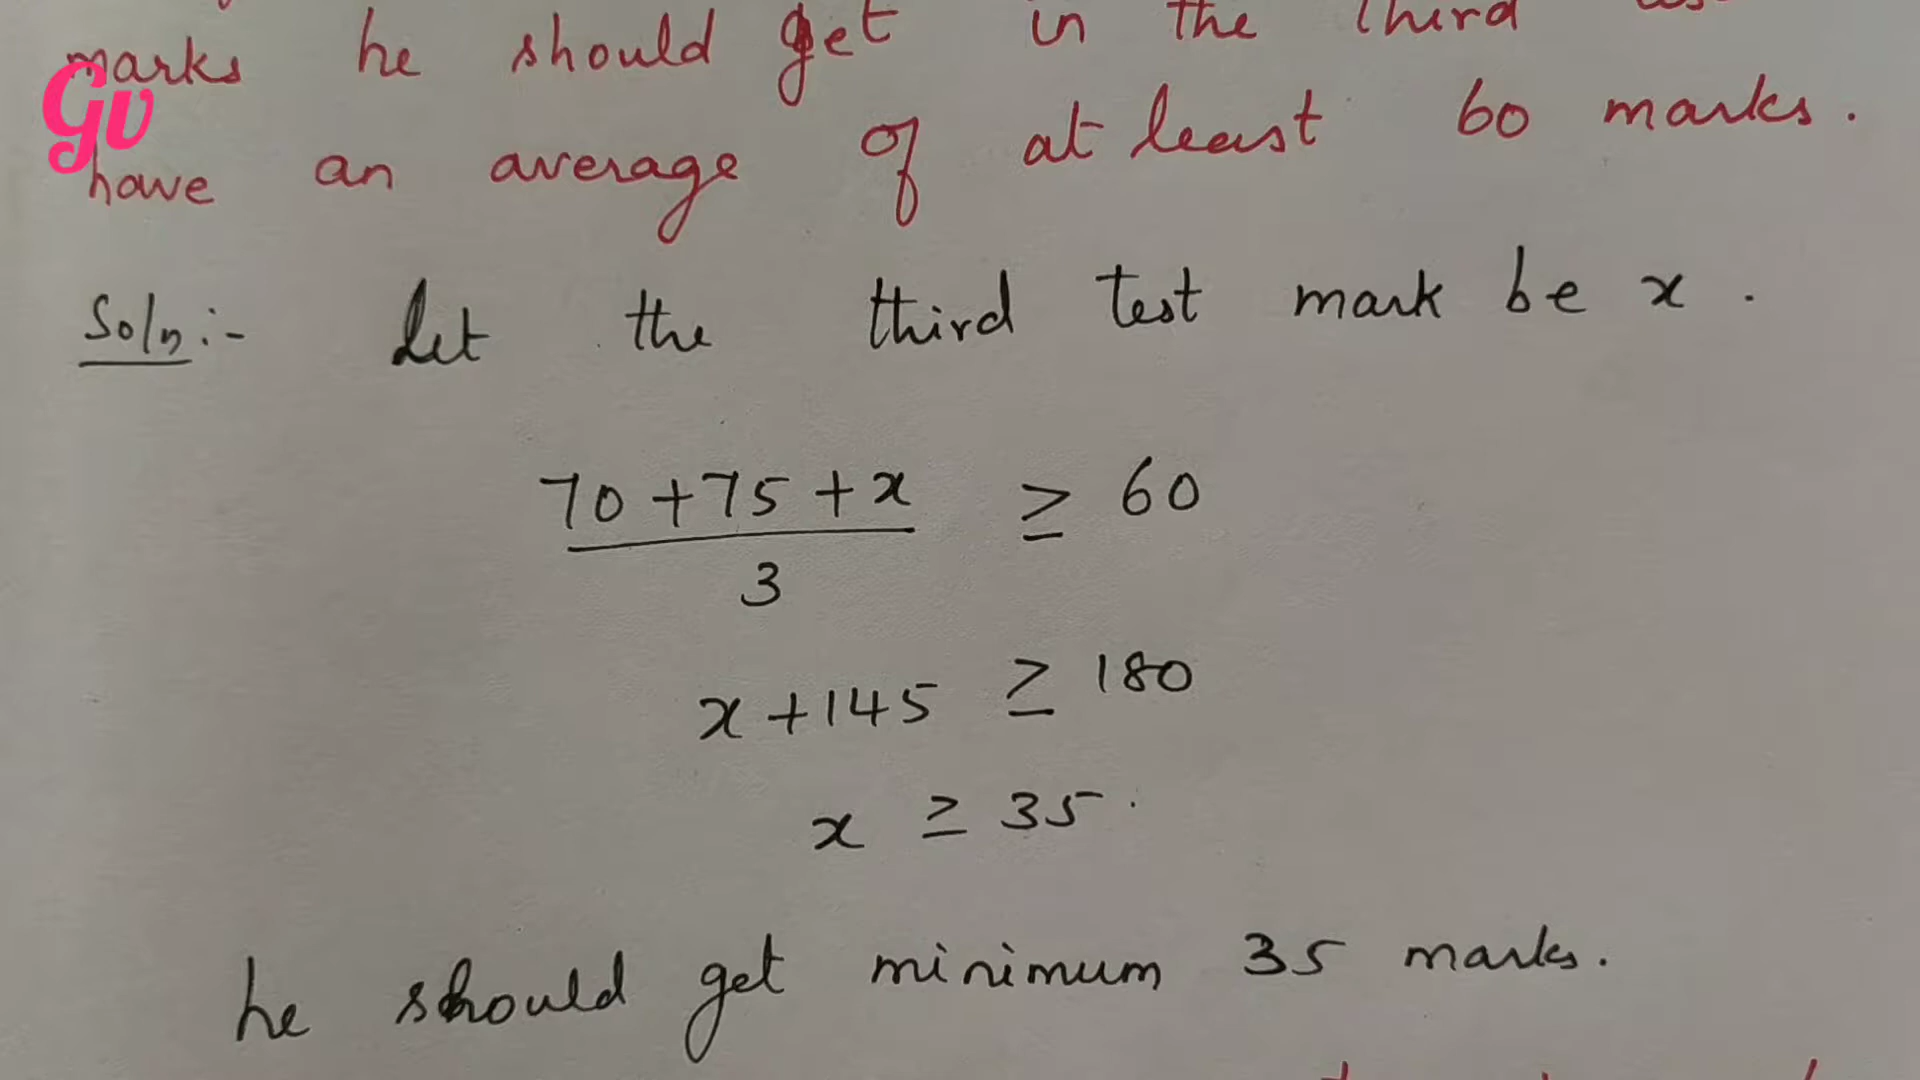 marks he should get in the third
have an average of at least 60 marks.
GV
Soln:- Let the third test mark be x.
70+75+x ≥ 60
3
x+145 ≥ 180
x ≥ 35.
he should get minimum 35 marks.